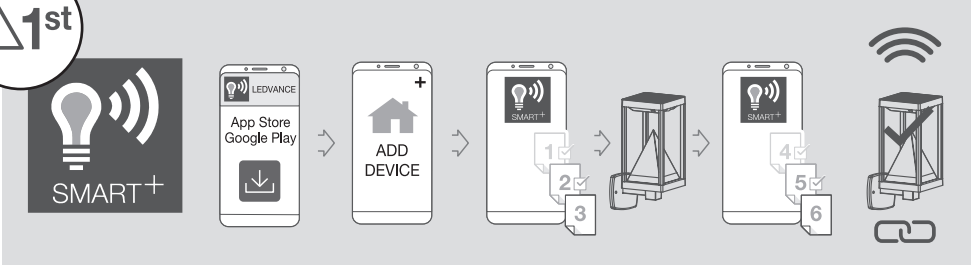 1st
SMART+
LEDVANCE
App Store
Google Play
+
ADD
DEVICE
SMART+
1
2
3
SMART+
4
5
6